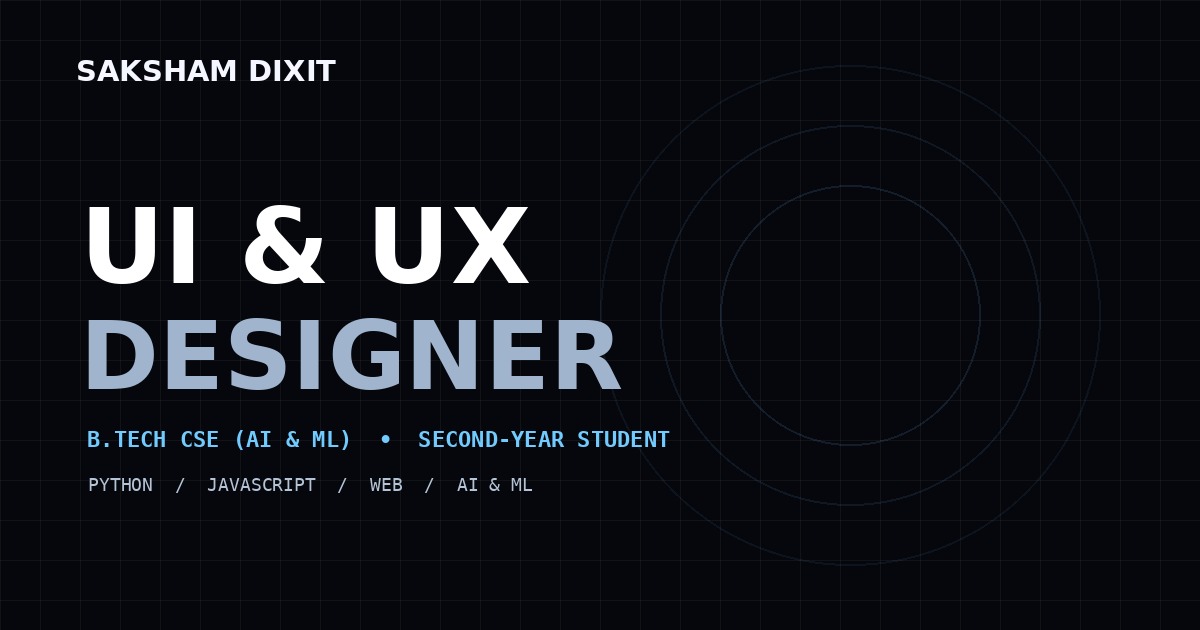 SAKSHAM DIXIT
UI & UX
DESIGNER
B.TECH CSE (AI & ML) • SECOND-YEAR STUDENT
PYTHON / JAVASCRIPT / WEB / AI & ML